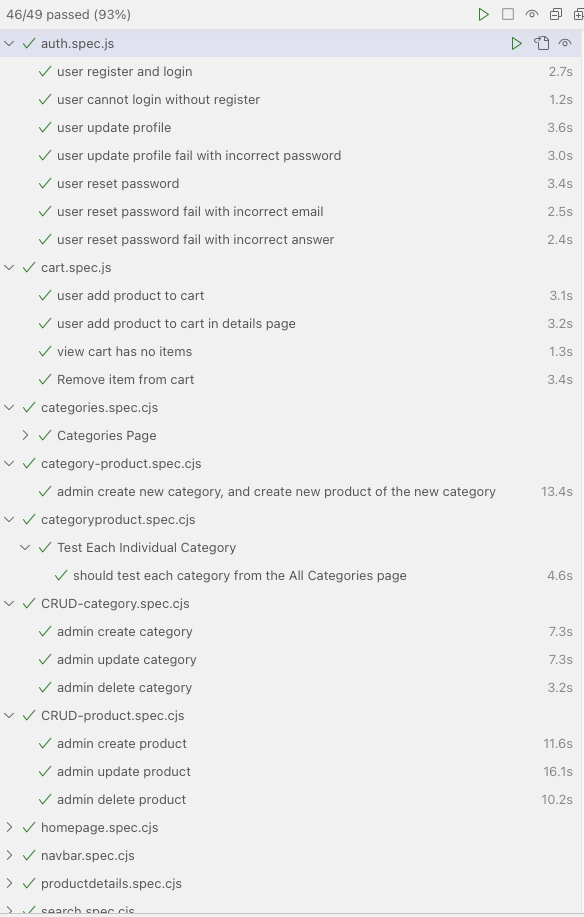 46/49 passed (93%)
auth.spec.js
user register and login 2.7s
user cannot login without register 1.2s
user update profile 3.6s
user update profile fail with incorrect password 3.0s
user reset password 3.4s
user reset password fail with incorrect email 2.5s
user reset password fail with incorrect answer 2.4s
cart.spec.js
user add product to cart 3.1s
user add product to cart in details page 3.2s
view cart has no items 1.3s
Remove item from cart 3.4s
categories.spec.cjs
Categories Page
category-product.spec.cjs
admin create new category, and create new product of the new category 13.4s
categoryproduct.spec.cjs
Test Each Individual Category
should test each category from the All Categories page 4.6s
CRUD-category.spec.cjs
admin create category 7.3s
admin update category 7.3s
admin delete category 3.2s
CRUD-product.spec.cjs
admin create product 11.6s
admin update product 16.1s
admin delete product 10.2s
homepage.spec.cjs
navbar.spec.cjs
productdetails.spec.cjs
search.spec.cjs